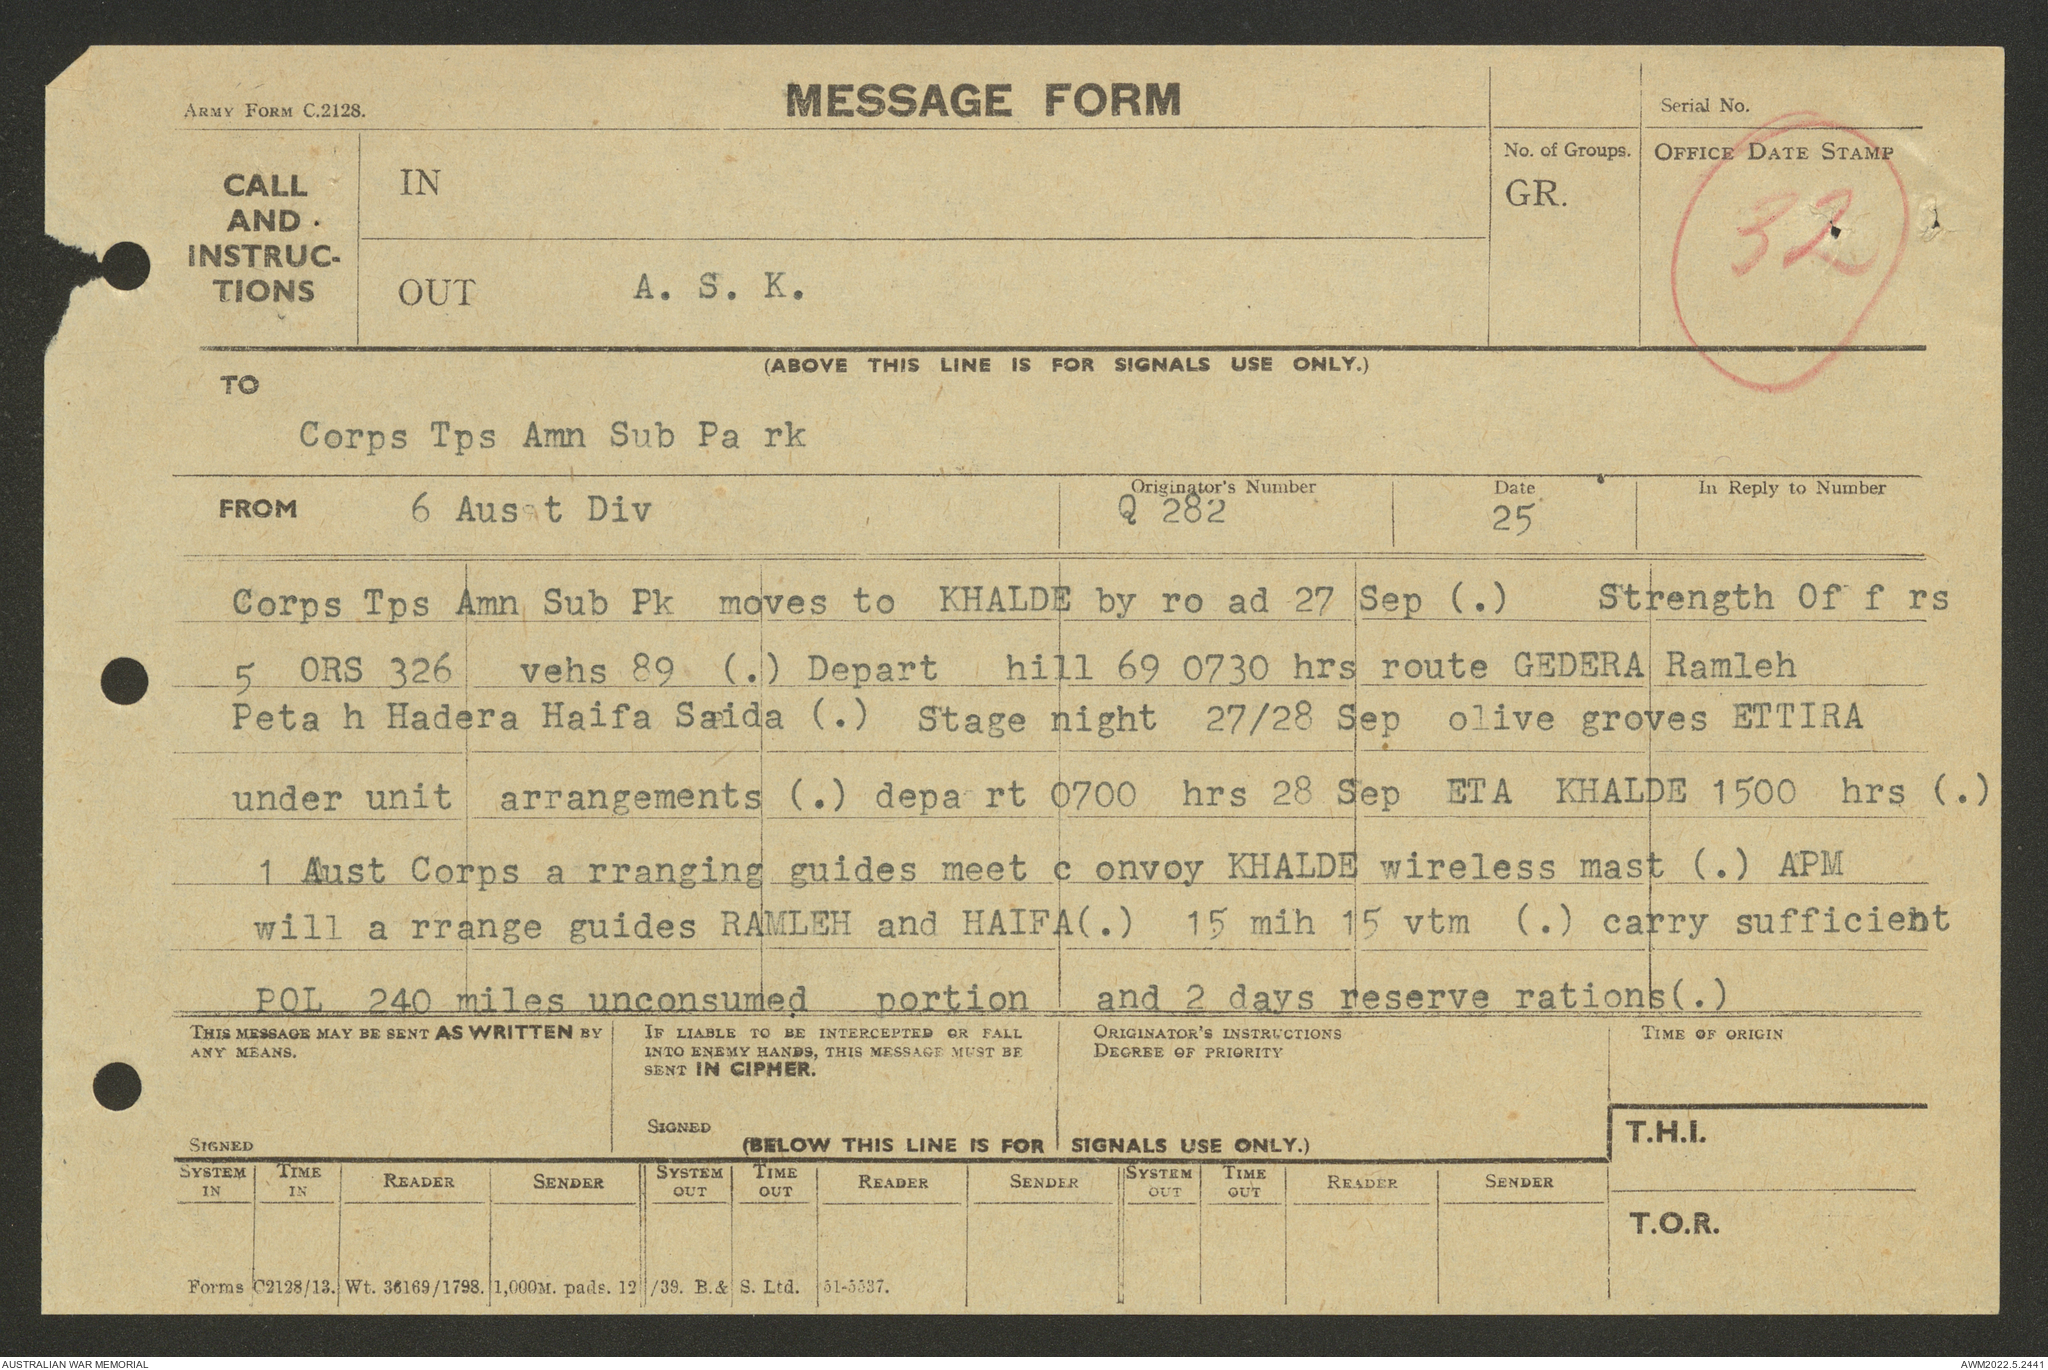 ARMY FORM C.2128.
MESSAGE FORM
Serial No.
CALL AND INSTRUC-TIONS
IN
No. of Groups.
GR.
OFFICE DATE STAMP
32
OUT A. S. K.
(ABOVE THIS LINE IS FOR SIGNALS USE ONLY.)
TO
Corps Tps Amn Sub Pa rk
FROM 6 Aust Div
Originator's Number
Q 282
Date
25
In Reply to Number
Corps Tps Amn Sub Pk moves to KHALDE by ro ad 27 Sep (.) Strength Of f rs
5 ORS 326 vehs 89 (.) Depart hill 69 0730 hrs route GEDERA Ramleh
Peta h Hadera Haifa Saida (.) Stage night 27/28 Sep olive groves ETTIRA
under unit arrangements (.) depa rt 0700 hrs 28 Sep ETA KHALDE 1500 hrs (.)
1 Aust Corps a rranging guides meet c onvoy KHALDE wireless mast (.) APM
will a rrange guides RAMLEH and HAIFA(.) 15 mih 15 vtm (.) carry sufficient
POL 240 miles unconsumed portion and 2 days reserve rations(.)
THIS MESSAGE MAY BE SENT AS WRITTEN BY
ANY MEANS.
SIGNED
IF LIABLE TO BE INTERCEPTED OR FALL
INTO ENEMY HANDS, THIS MESSAGE MUST BE
SENT IN CIPHER.
SIGNED
ORIGINATOR'S INSTRUCTIONS
DEGREE OF PRIORITY
TIME OF ORIGIN
(BELOW THIS LINE IS FOR SIGNALS USE ONLY.)
T.H.I.
SYSTEM IN TIME IN READER SENDER SYSTEM OUT TIME OUT READER SENDER SYSTEM OUT TIME OUT READER SENDER
T.O.R.
Forms C2128/13. Wt. 36169/1798. 1,000M. pads. 12/39. B.& S. Ltd. 51-5537.
AUSTRALIAN WAR MEMORIAL
AWM2022.5.2441